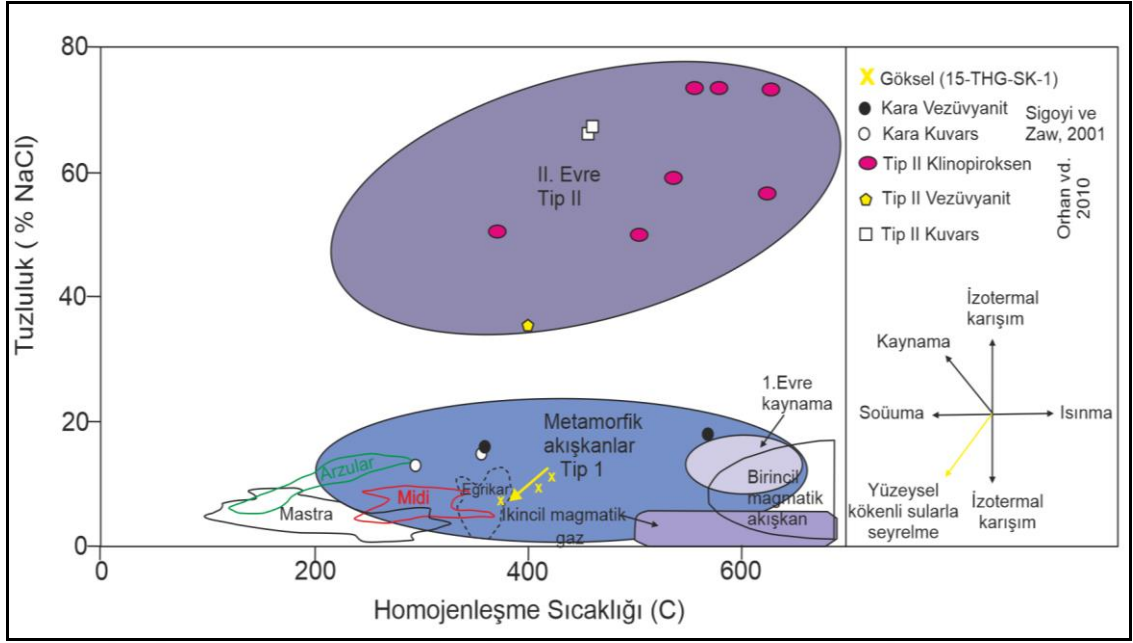 80
60
40
20
0
Tuzluluk ( % NaCl)
0
200
400
600
Homojenleşme Sıcaklığı (C)
II. Evre
Tip II
1.Evre
kaynama
Metamorfik
akışkanlar
Tip 1
Birincil
magmatik
akışkan
İkincil magmatik
gaz
Eğrikar
Midi
Arzular
Mastra
X Göksel (15-THG-SK-1)
Kara Vezüvyanit
Kara Kuvars
Sigoyi ve
Zaw, 2001
Tip II Klinopiroksen
Tip II Vezüvyanit
Tip II Kuvars
Orhan vd.
2010
İzotermal
karışım
Kaynama
Soüuma
Isınma
Yüzeysel
kökenli sularla
seyrelme
İzotermal
karışım